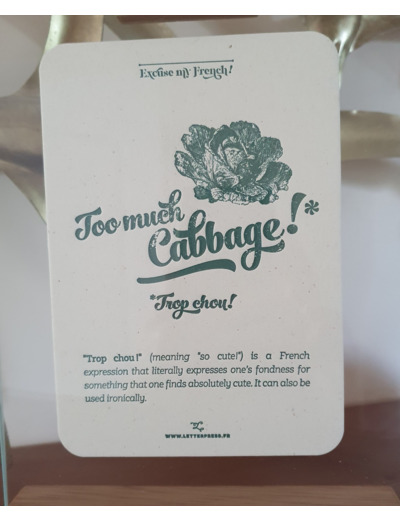 Excuse my French!
Too much
Cabbage!*
*Trop chou!
"Trop chou!" (meaning "so cute!") is a French
expression that literally expresses one's fondness for
something that one finds absolutely cute. It can also be
used ironically.
WWW.LETTERPRESS.FR